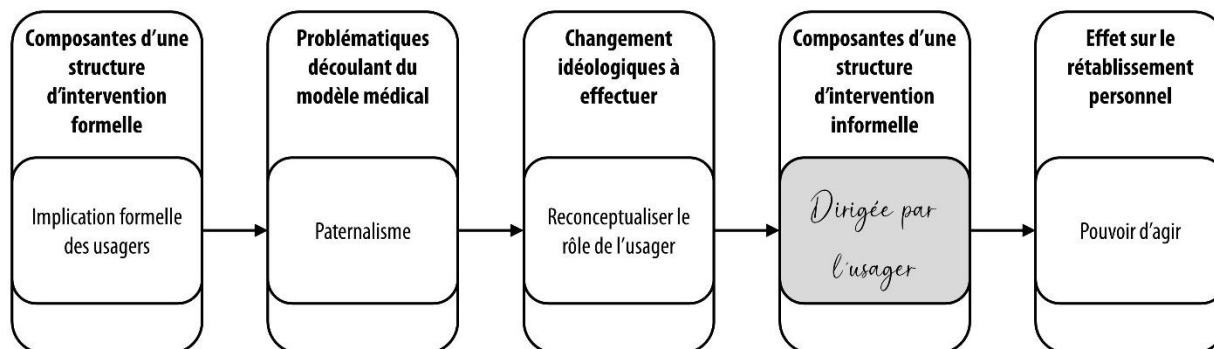 Composantes d’une
structure
d’intervention
formelle
Implication formelle
des usagers
Problématiques
découlant du
modèle médical
Paternalisme
Changement
idéologiques à
effectuer
Reconceptualiser le
rôle de l’usager
Composantes d’une
structure
d’intervention
informelle
Dirigée par
l’usager
Effet sur le
rétablissement
personnel
Pouvoir d’agir